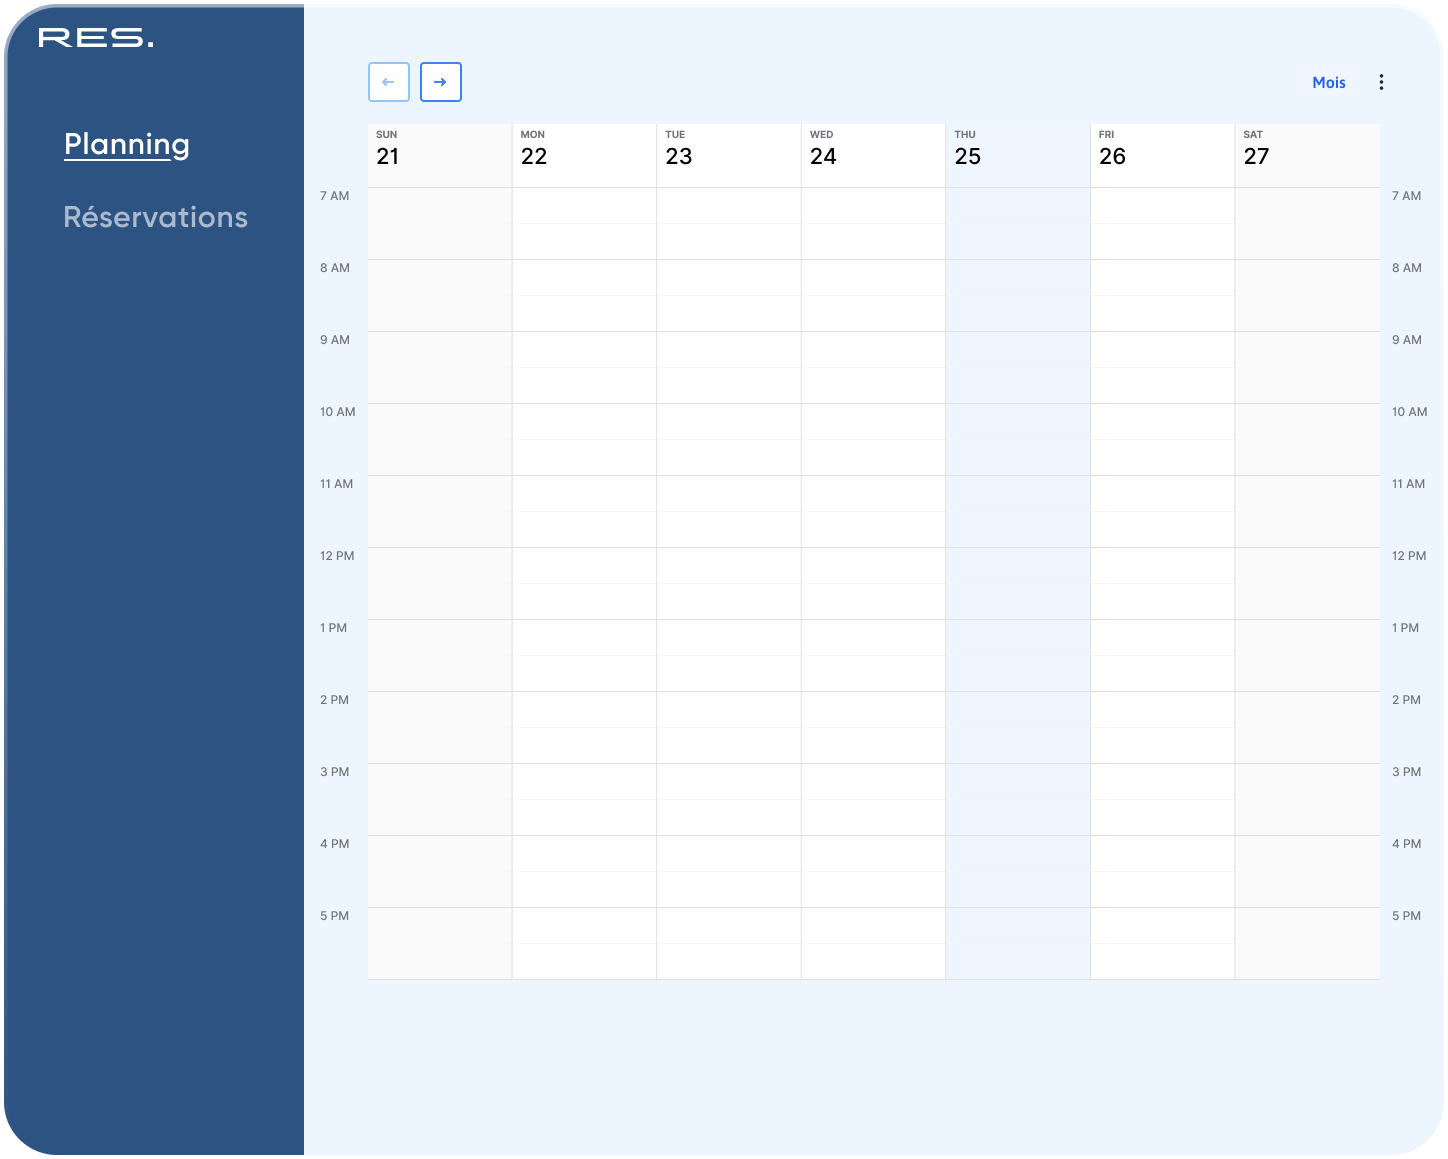 RES.
Planning
Réservations
← →
Mois
SUN MON TUE WED THU FRI SAT
21 22 23 24 25 26 27
7 AM 7 AM
8 AM 8 AM
9 AM 9 AM
10 AM 10 AM
11 AM 11 AM
12 PM 12 PM
1 PM 1 PM
2 PM 2 PM
3 PM 3 PM
4 PM 4 PM
5 PM 5 PM